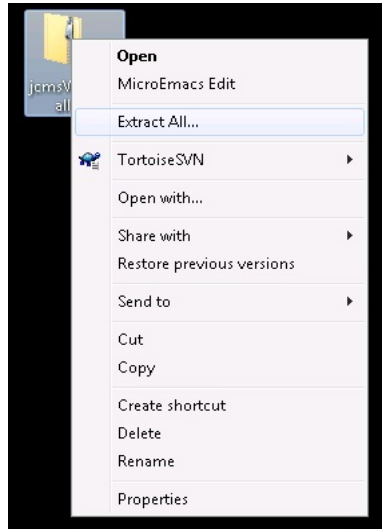 Open
MicroEmacs Edit
Extract All...
TortoiseSVN
Open with...
Share with
Restore previous versions
Send to
Cut
Copy
Create shortcut
Delete
Rename
Properties